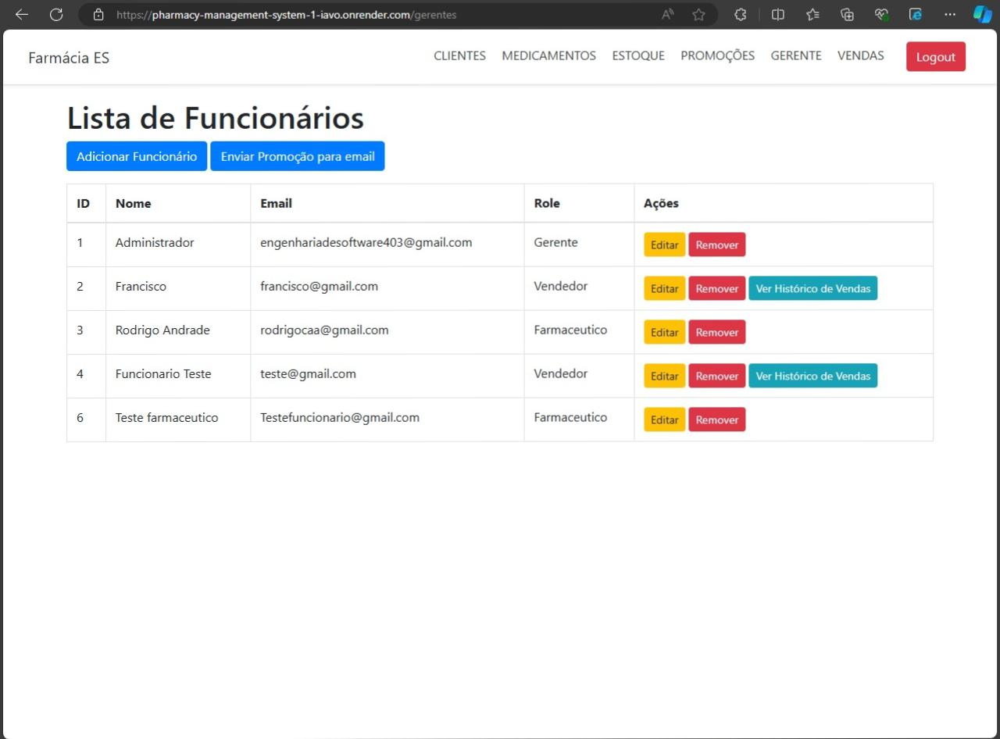 https://pharmacy-management-system-1-iavo.onrender.com/gerentes
Farmácia ES CLIENTES MEDICAMENTOS ESTOQUE PROMOÇÕES GERENTE VENDAS Logout
Lista de Funcionários
Adicionar Funcionário Enviar Promoção para email
ID Nome Email Role Ações
1 Administrador engenhariadesoftware403@gmail.com Gerente Editar Remover
2 Francisco francisco@gmail.com Vendedor Editar Remover Ver Histórico de Vendas
3 Rodrigo Andrade rodrigocaa@gmail.com Farmaceutico Editar Remover
4 Funcionario Teste teste@gmail.com Vendedor Editar Remover Ver Histórico de Vendas
6 Teste farmaceutico Testefuncionario@gmail.com Farmaceutico Editar Remover